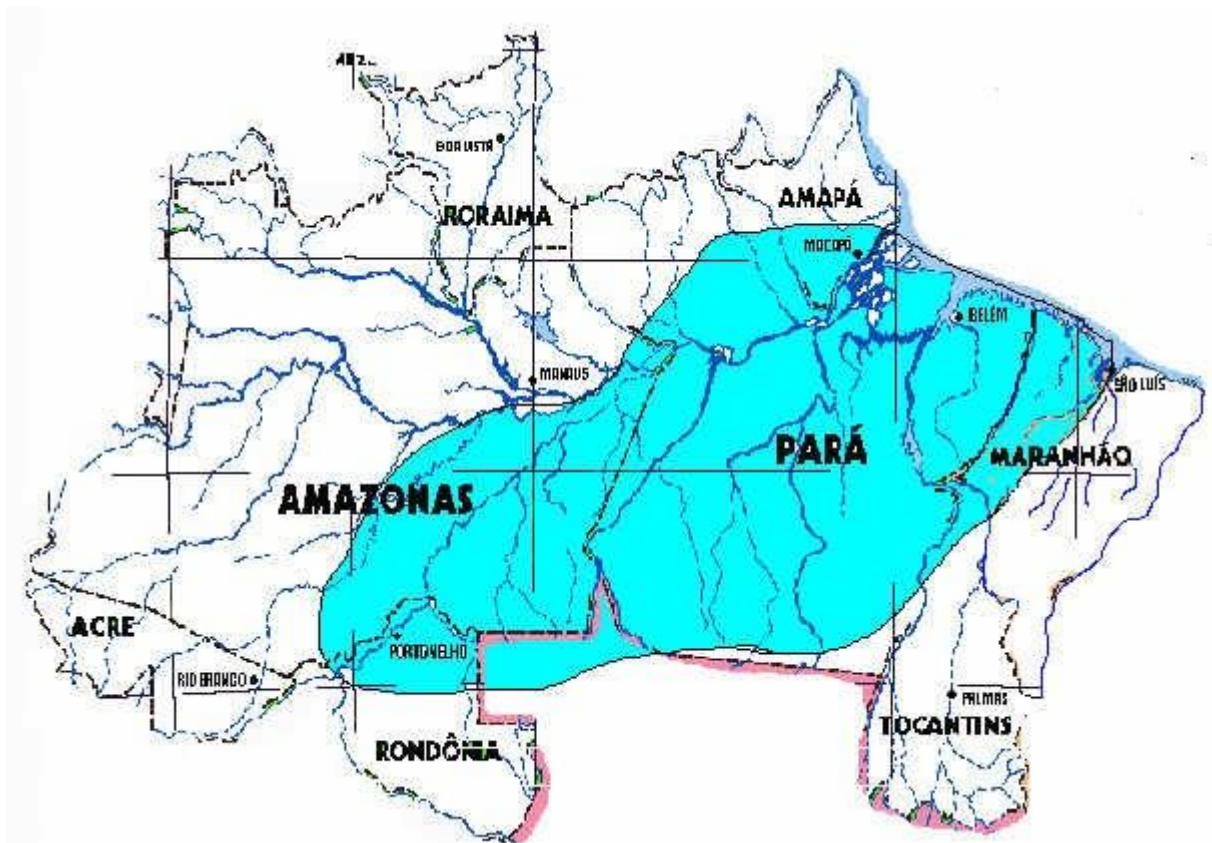 BOA VISTA
RORAIMA
AMAPÁ
MACAPÁ
BELÉM
MANAUS
SÃO LUÍS
PARÁ
MARANHÃO
AMAZONAS
ACRE
PORTO VELHO
RIO BRANCO
PALMAS
TOCANTINS
RONDÔNIA